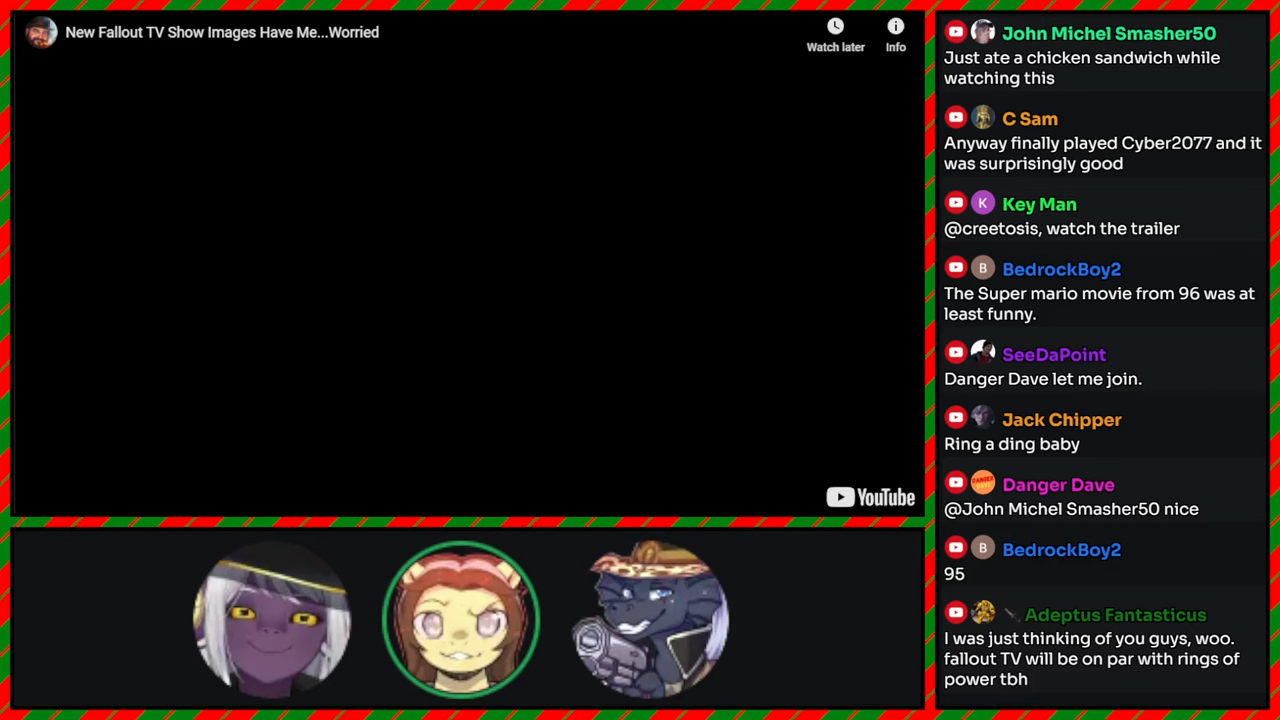 New Fallout TV Show Images Have Me...Worried
Watch later
Info
YouTube
John Michel Smasher50
Just ate a chicken sandwich while
watching this
C Sam
Anyway finally played Cyber2077 and it
was surprisingly good
K
Key Man
@creetosis, watch the trailer
B
BedrockBoy2
The Super mario movie from 96 was at
least funny.
SeeDaPoint
Danger Dave let me join.
Jack Chipper
Ring a ding baby
DANGER
DAVE
Danger Dave
@John Michel Smasher50 nice
B
BedrockBoy2
95
Adeptus Fantasticus
I was just thinking of you guys, woo.
fallout TV will be on par with rings of
power tbh